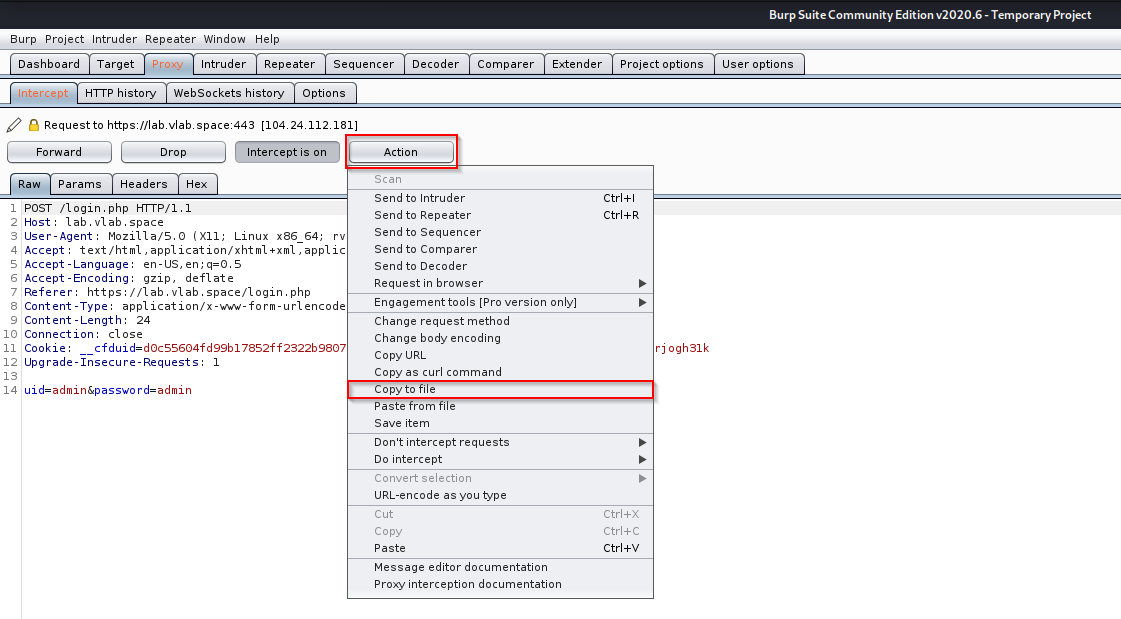 Burp Suite Community Edition v2020.6 - Temporary Project
Burp Project Intruder Repeater Window Help
Dashboard Target Proxy Intruder Repeater Sequencer Decoder Comparer Extender Project options User options
Intercept HTTP history WebSockets history Options
Request to https://lab.vlab.space:443 [104.24.112.181]
Forward Drop Intercept is on Action
Raw Params Headers Hex
1 POST /login.php HTTP/1.1
2 Host: lab.vlab.space
3 User-Agent: Mozilla/5.0 (X11; Linux x86_64; rv
4 Accept: text/html,application/xhtml+xml,applic
5 Accept-Language: en-US,en;q=0.5
6 Accept-Encoding: gzip, deflate
7 Referer: https://lab.vlab.space/login.php
8 Content-Type: application/x-www-form-urlencode
9 Content-Length: 24
10 Connection: close
11 Cookie: __cfduid=d0c55604fd99b17852ff2322b9807 rjogh31k
12 Upgrade-Insecure-Requests: 1
13
14 uid=admin&password=admin
Scan
Send to Intruder Ctrl+I
Send to Repeater Ctrl+R
Send to Sequencer
Send to Comparer
Send to Decoder
Request in browser
Engagement tools [Pro version only]
Change request method
Change body encoding
Copy URL
Copy as curl command
Copy to file
Paste from file
Save item
Don't intercept requests
Do intercept
Convert selection
URL-encode as you type
Cut Ctrl+X
Copy Ctrl+C
Paste Ctrl+V
Message editor documentation
Proxy interception documentation